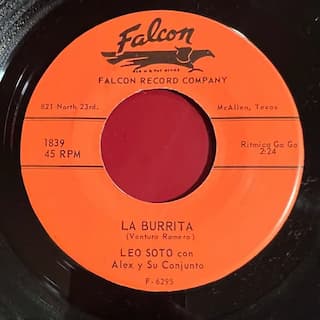 Falcon
FALCON RECORD COMPANY
821 North 23rd. McAllen, Texas
1839 Ritmica Go Go
45 RPM 2:24
LA BURRITA
(Ventura Romero)
LEO SOTO con
Alex y Su Conjunto
F-6295